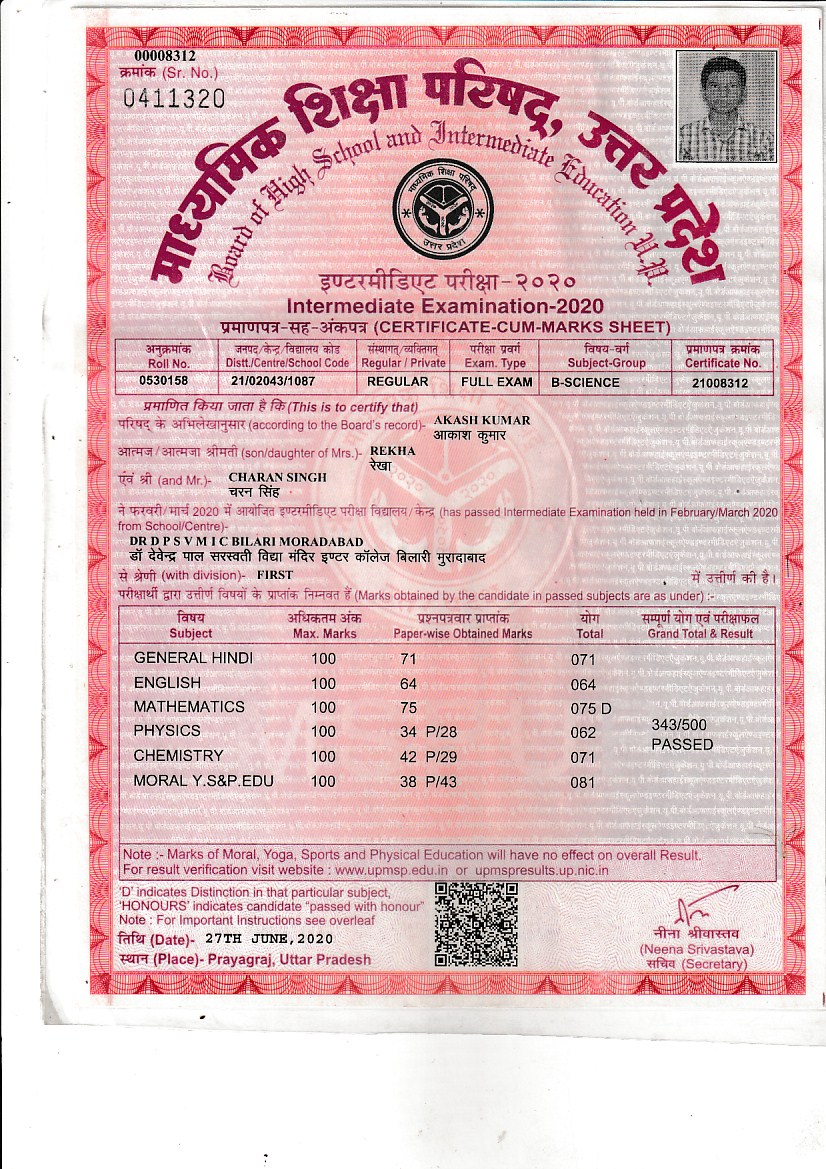 00008312
क्रमांक (Sr. No.)
0411320
माध्यमिक शिक्षा परिषद्, उत्तर प्रदेश
Board of High School and Intermediate Education U.P.
माध्यमिक शिक्षा परिषद्
उत्तर प्रदेश
इण्टरमीडिएट परीक्षा-२०२०
Intermediate Examination-2020
प्रमाणपत्र-सह-अंकपत्र (CERTIFICATE-CUM-MARKS SHEET)
अनुक्रमांक जनपद/केन्द्र/विद्यालय कोड संस्थागत/व्यक्तिगत परीक्षा प्रवर्ग विषय-वर्ग प्रमाणपत्र क्रमांक
Roll No. Distt./Centre/School Code Regular / Private Exam. Type Subject-Group Certificate No.
0530158 21/02043/1087 REGULAR FULL EXAM B-SCIENCE 21008312
प्रमाणित किया जाता है कि (This is to certify that)
परिषद् के अभिलेखानुसार (according to the Board's record)- AKASH KUMAR
आकाश कुमार
आत्मज/आत्मजा श्रीमती (son/daughter of Mrs.)- REKHA
रेखा
एवं श्री (and Mr.)- CHARAN SINGH
चरन सिंह
ने फरवरी/मार्च 2020 में आयोजित इण्टरमीडिएट परीक्षा विद्यालय/केन्द्र (has passed Intermediate Examination held in February/March 2020
from School/Centre)-
DR D P S V M I C BILARI MORADABAD
डॉ देवेन्द्र पाल सरस्वती विद्या मंदिर इण्टर कॉलेज बिलारी मुरादाबाद
से श्रेणी (with division)- FIRST में उत्तीर्ण की है।
परीक्षार्थी द्वारा उत्तीर्ण विषयों के प्राप्तांक निम्नवत हैं (Marks obtained by the candidate in passed subjects are as under) :-
विषय अधिकतम अंक प्रश्नपत्रवार प्राप्तांक योग सम्पूर्ण योग एवं परीक्षाफल
Subject Max. Marks Paper-wise Obtained Marks Total Grand Total & Result
GENERAL HINDI 100 71 071
ENGLISH 100 64 064
MATHEMATICS 100 75 075 D
PHYSICS 100 34 P/28 062 343/500
PASSED
CHEMISTRY 100 42 P/29 071
MORAL Y.S&P.EDU 100 38 P/43 081
Note :- Marks of Moral, Yoga, Sports and Physical Education will have no effect on overall Result.
For result verification visit website : www.upmsp.edu.in or upmspresults.up.nic.in
'D' indicates Distinction in that particular subject,
'HONOURS' indicates candidate "passed with honour"
Note : For Important Instructions see overleaf
तिथि (Date)- 27TH JUNE,2020
स्थान (Place)- Prayagraj, Uttar Pradesh
नीना श्रीवास्तव
(Neena Srivastava)
सचिव (Secretary)